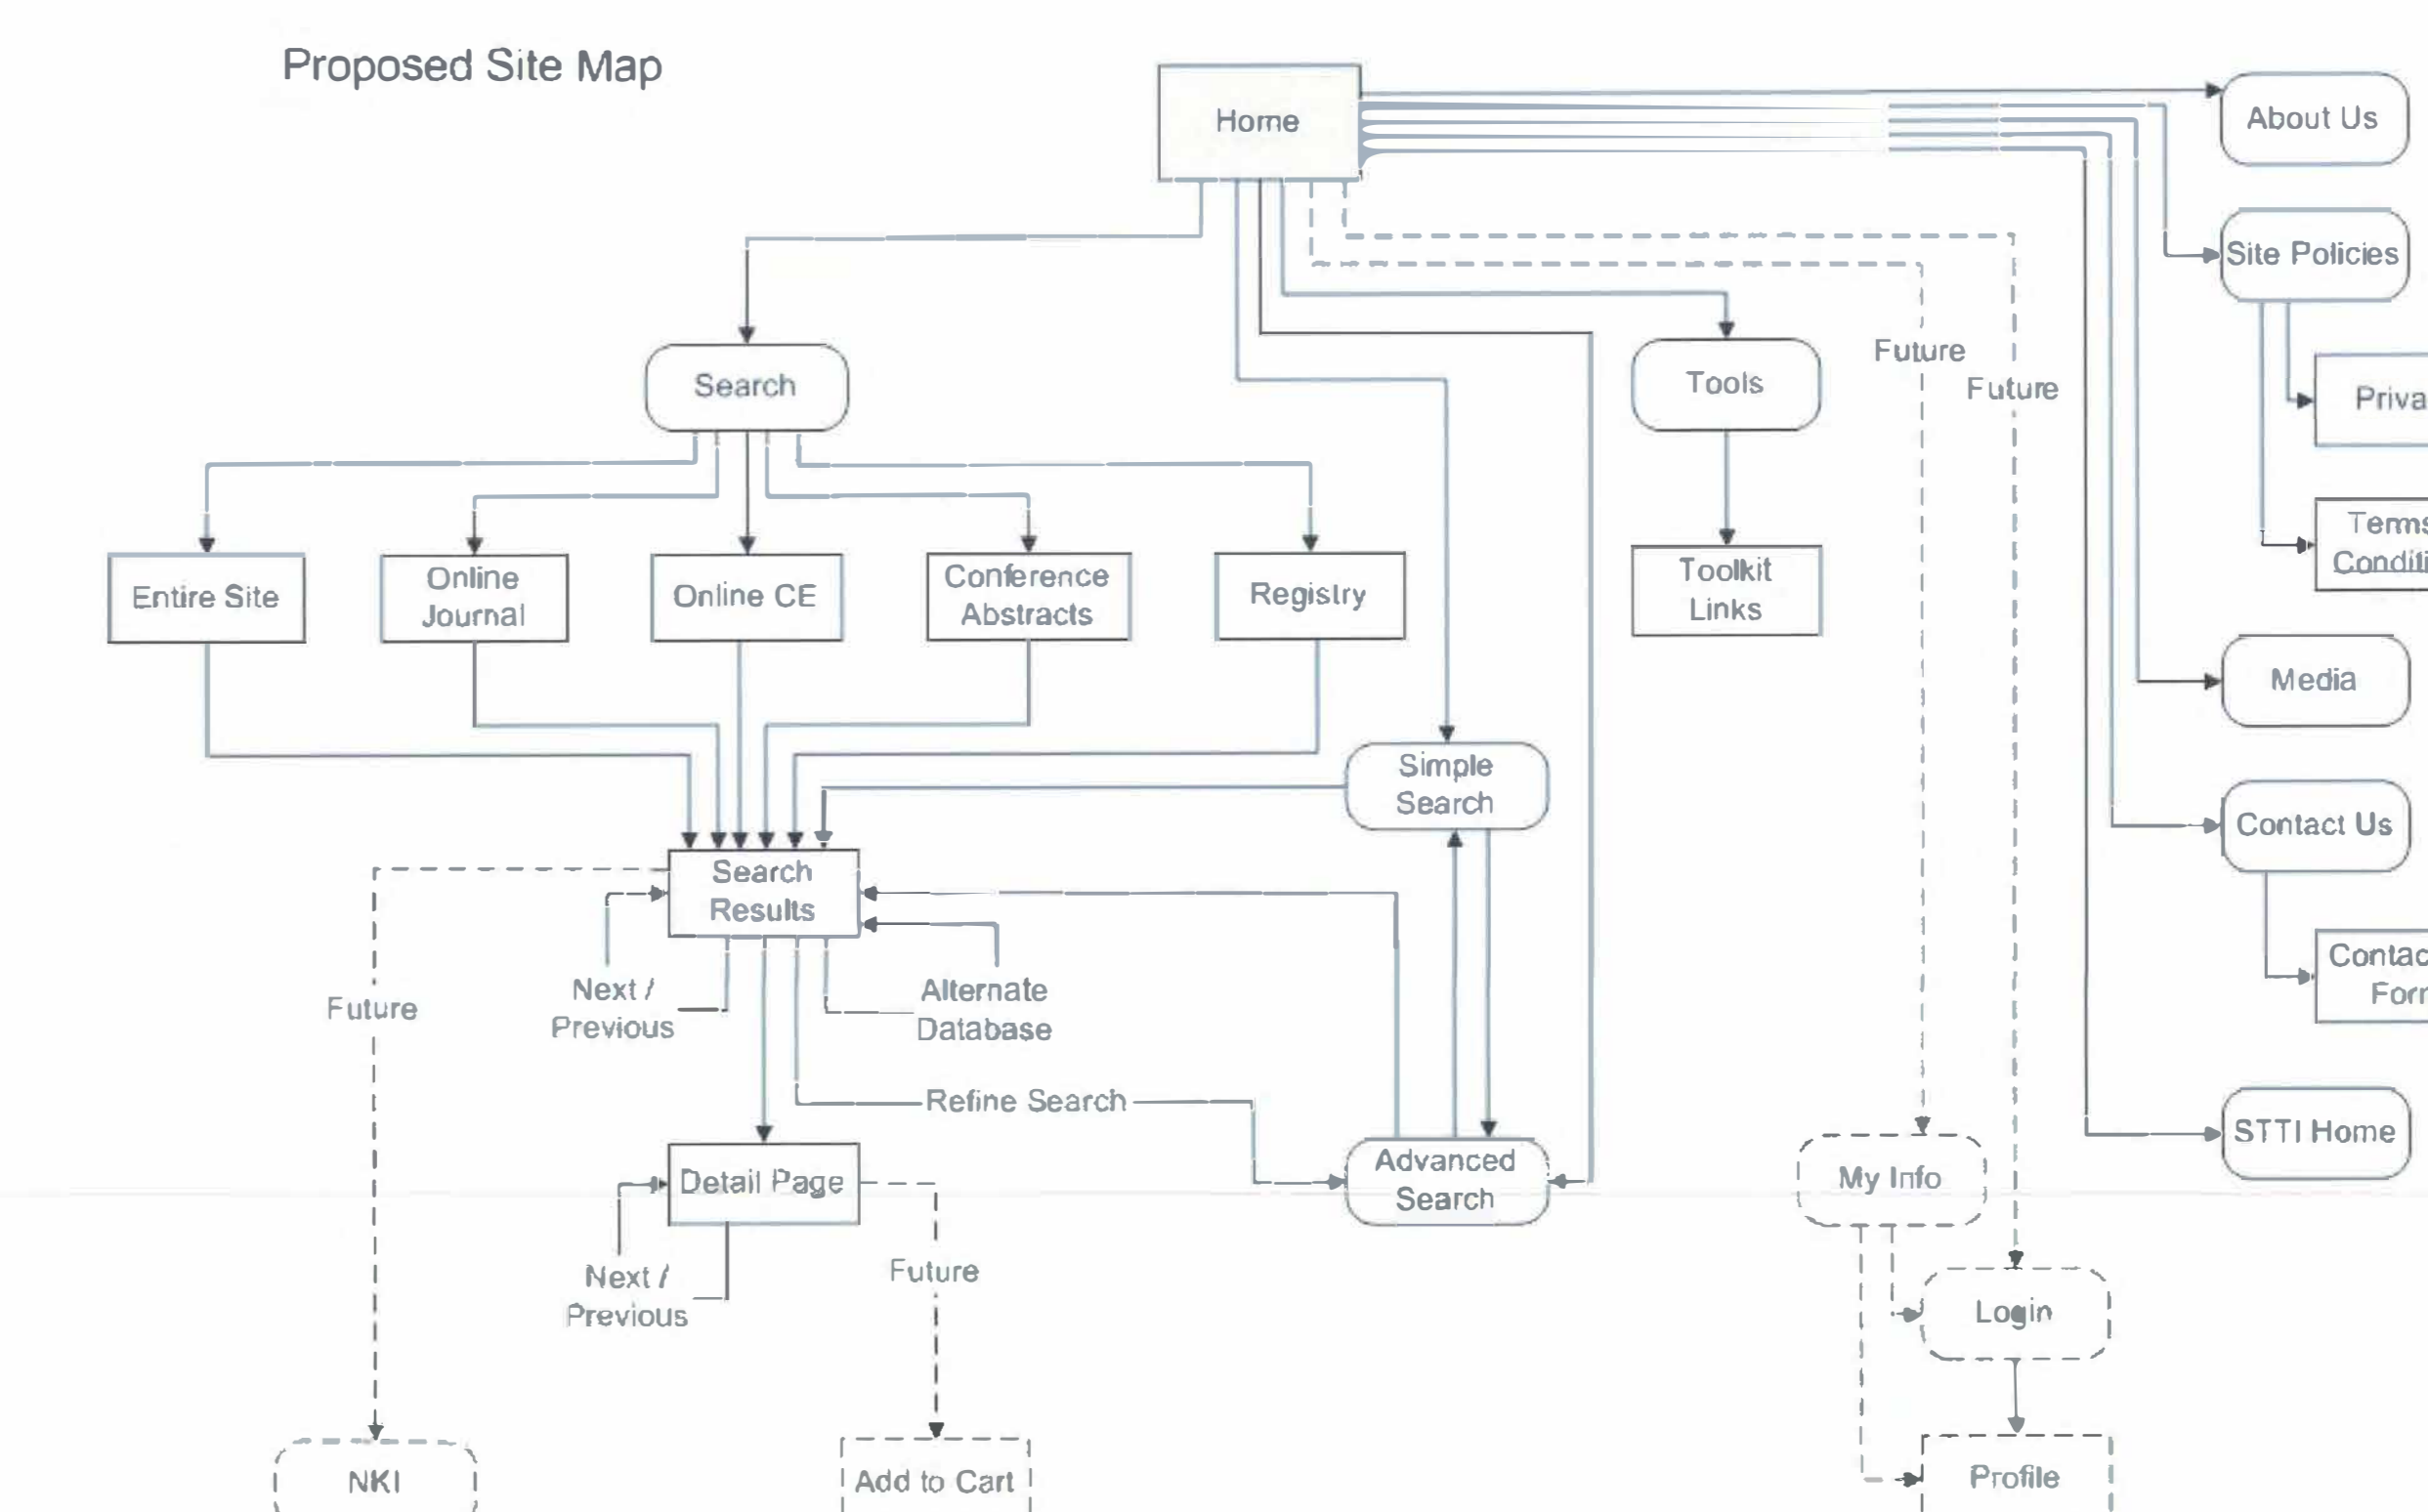 Proposed Site Map
Home
About Us
Site Policies
Future
Future
Search
Tools
Entire Site
Online
Journal
Online CE
Conference
Abstracts
Registry
Toolkit
Links
Media
Simple
Search
Contact Us
Search
Results
Next /
Previous
Alternate
Database
Future
Refine Search
STTI Home
Detail Page
Advanced
Search
My Info
Next /
Previous
Future
Login
NKI
Add to Cart
Profile